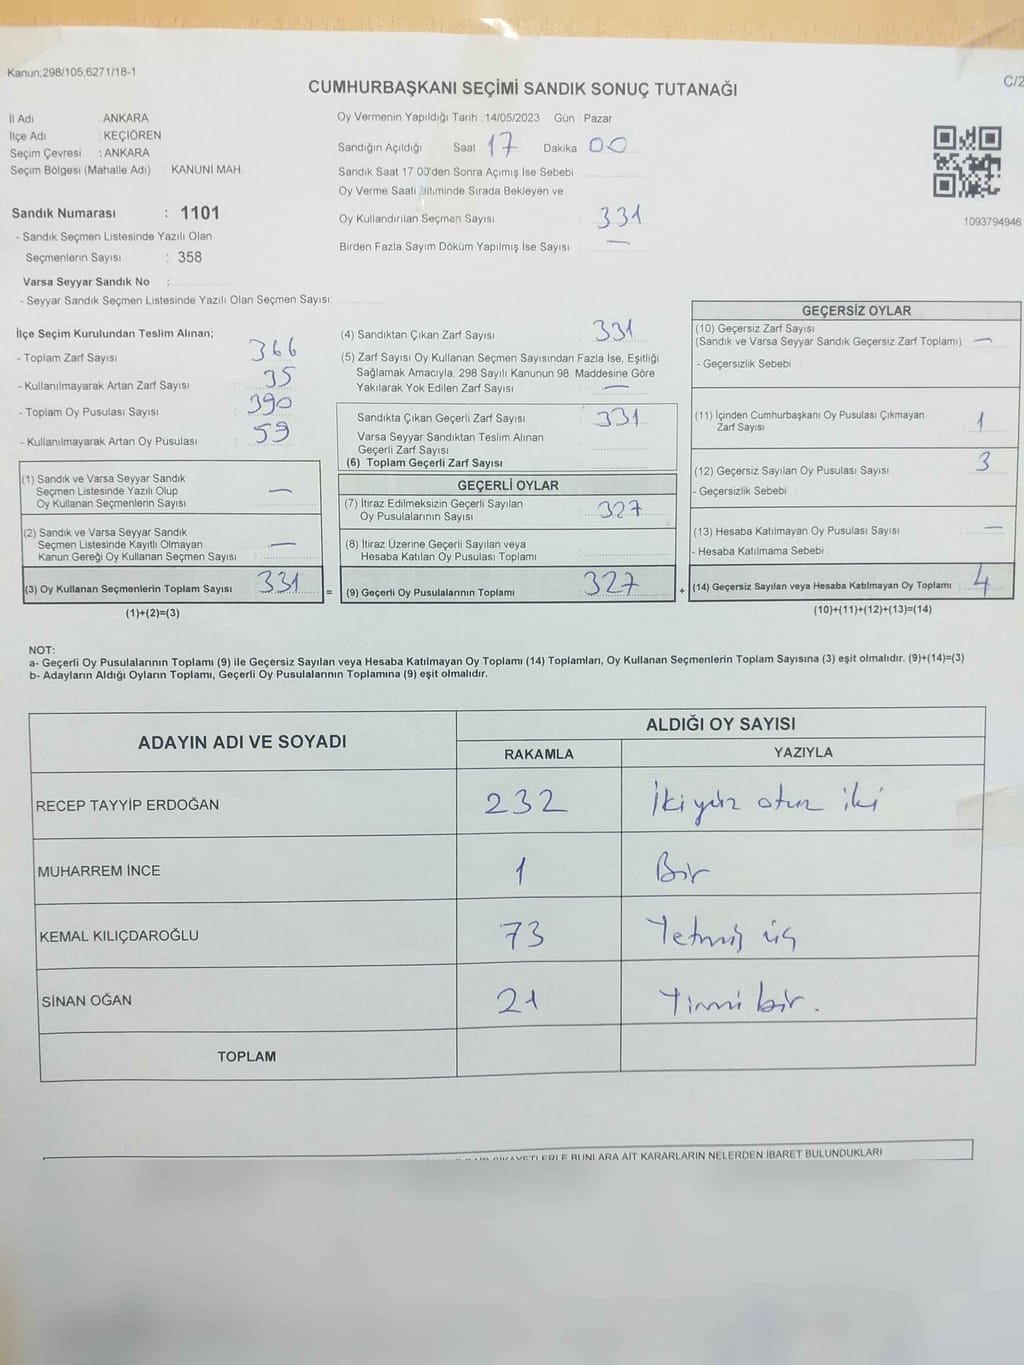 Kanun;298/105;6271/18-1
CUMHURBAŞKANI SEÇİMİ SANDIK SONUÇ TUTANAĞI
C/2
İl Adı : ANKARA
İlçe Adı : KEÇİÖREN
Seçim Çevresi : ANKARA
Seçim Bölgesi (Mahalle Adı) KANUNİ MAH.
Sandık Numarası : 1101
- Sandık Seçmen Listesinde Yazılı Olan
Seçmenlerin Sayısı : 358
Varsa Seyyar Sandık No :
- Seyyar Sandık Seçmen Listesinde Yazılı Olan Seçmen Sayısı:
Oy Vermenin Yapıldığı Tarih : 14/05/2023 Gün : Pazar
Sandığın Açıldığı Saat 17 Dakika 00
Sandık Saat 17:00'den Sonra Açımış İse Sebebi
Oy Verme Saati Bitiminde Sırada Bekleyen ve
Oy Kullandırılan Seçmen Sayısı : 331
Birden Fazla Sayım Döküm Yapılmış İse Sayısı : —
1093794946
İlçe Seçim Kurulundan Teslim Alınan;
- Toplam Zarf Sayısı : 366
- Kullanılmayarak Artan Zarf Sayısı : 35
- Toplam Oy Pusulası Sayısı : 390
- Kullanılmayarak Artan Oy Pusulası : 59
(1) Sandık ve Varsa Seyyar Sandık
Seçmen Listesinde Yazılı Olup
Oy Kullanan Seçmenlerin Sayısı : —
(2) Sandık ve Varsa Seyyar Sandık
Seçmen Listesinde Kayıtlı Olmayan
Kanun Gereği Oy Kullanan Seçmen Sayısı : —
(3) Oy Kullanan Seçmenlerin Toplam Sayısı : 331
=
(1)+(2)=(3)
(4) Sandıktan Çıkan Zarf Sayısı : 331
(5) Zarf Sayısı Oy Kullanan Seçmen Sayısından Fazla İse, Eşitliği
Sağlamak Amacıyla, 298 Sayılı Kanunun 98. Maddesine Göre
Yakılarak Yok Edilen Zarf Sayısı : —
Sandıkta Çıkan Geçerli Zarf Sayısı : 331
Varsa Seyyar Sandıktan Teslim Alınan
Geçerli Zarf Sayısı :
(6) Toplam Geçerli Zarf Sayısı :
GEÇERLİ OYLAR
(7) İtiraz Edilmeksizin Geçerli Sayılan
Oy Pusulalarının Sayısı : 327
(8) İtiraz Üzerine Geçerli Sayılan veya
Hesaba Katılan Oy Pusulası Toplamı :
(9) Geçerli Oy Pusulalarının Toplamı : 327
+
GEÇERSİZ OYLAR
(10) Geçersiz Zarf Sayısı
(Sandık ve Varsa Seyyar Sandık Geçersiz Zarf Toplamı) : —
- Geçersizlik Sebebi :
(11) İçinden Cumhurbaşkanı Oy Pusulası Çıkmayan
Zarf Sayısı : 1
(12) Geçersiz Sayılan Oy Pusulası Sayısı : 3
- Geçersizlik Sebebi :
(13) Hesaba Katılmayan Oy Pusulası Sayısı : —
- Hesaba Katılmama Sebebi :
(14) Geçersiz Sayılan veya Hesaba Katılmayan Oy Toplamı : 4
(10)+(11)+(12)+(13)=(14)
NOT:
a- Geçerli Oy Pusulalarının Toplamı (9) ile Geçersiz Sayılan veya Hesaba Katılmayan Oy Toplamı (14) Toplamları, Oy Kullanan Seçmenlerin Toplam Sayısına (3) eşit olmalıdır. (9)+(14)=(3)
b- Adayların Aldığı Oyların Toplamı, Geçerli Oy Pusulalarının Toplamına (9) eşit olmalıdır.
ADAYIN ADI VE SOYADI ALDIĞI OY SAYISI
RAKAMLA YAZIYLA
RECEP TAYYİP ERDOĞAN 232 İkiyüz otuz iki
MUHARREM İNCE 1 Bir
KEMAL KILIÇDAROĞLU 73 Yetmiş üç
SİNAN OĞAN 21 Yirmi bir.
TOPLAM
BUNLARA AİT KARARLARIN NELERDEN İBARET BULUNDUKLARI